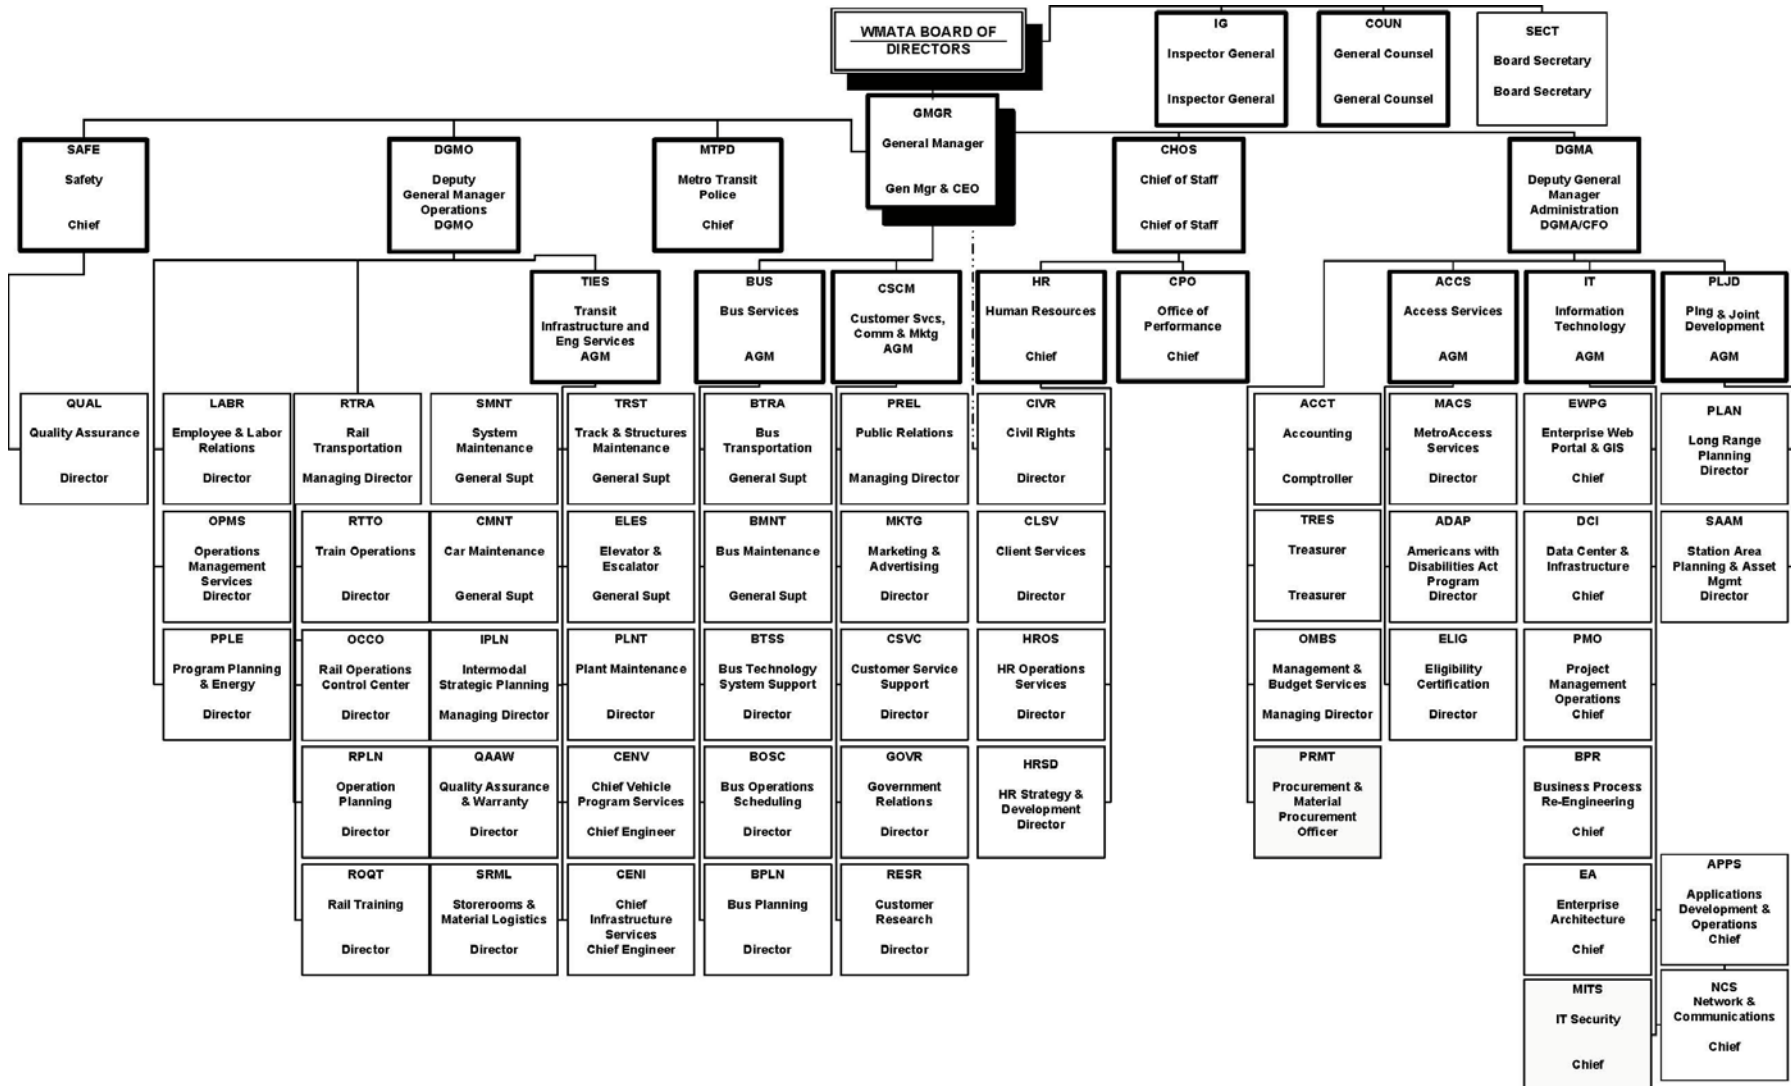 WMATA BOARD OF
DIRECTORS
IG
Inspector General
Inspector General
COUN
General Counsel
General Counsel
SECT
Board Secretary
Board Secretary
GMGR
General Manager
Gen Mgr & CEO
SAFE
Safety
Chief
DGMO
Deputy
General Manager
Operations
DGMO
MTPD
Metro Transit
Police
Chief
CHOS
Chief of Staff
Chief of Staff
DGMA
Deputy General
Manager
Administration
DGMA/CFO
TIES
Transit
Infrastructure and
Eng Services
AGM
BUS
Bus Services
AGM
CSCM
Customer Svcs,
Comm & Mktg
AGM
HR
Human Resources
Chief
CPO
Office of
Performance
Chief
ACCS
Access Services
AGM
IT
Information
Technology
AGM
PLJD
Plng & Joint
Development
AGM
QUAL
Quality Assurance
Director
LABR
Employee & Labor
Relations
Director
RTRA
Rail
Transportation
Managing Director
SMNT
System
Maintenance
General Supt
TRST
Track & Structures
Maintenance
General Supt
BTRA
Bus
Transportation
General Supt
PREL
Public Relations
Managing Director
CIVR
Civil Rights
Director
ACCT
Accounting
Comptroller
MACS
MetroAccess
Services
Director
EWPG
Enterprise Web
Portal & GIS
Chief
PLAN
Long Range
Planning
Director
OPMS
Operations
Management
Services
Director
RTTO
Train Operations
Director
CMNT
Car Maintenance
General Supt
ELES
Elevator &
Escalator
General Supt
BMNT
Bus Maintenance
General Supt
MKTG
Marketing &
Advertising
Director
CLSV
Client Services
Director
TRES
Treasurer
Treasurer
ADAP
Americans with
Disabilities Act
Program
Director
DCI
Data Center &
Infrastructure
Chief
SAAM
Station Area
Planning & Asset
Mgmt
Director
PPLE
Program Planning
& Energy
Director
OCCO
Rail Operations
Control Center
Director
IPLN
Intermodal
Strategic Planning
Managing Director
PLNT
Plant Maintenance
Director
BTSS
Bus Technology
System Support
Director
CSVC
Customer Service
Support
Director
HROS
HR Operations
Services
Director
OMBS
Management &
Budget Services
Managing Director
ELIG
Eligibility
Certification
Director
PMO
Project
Management
Operations
Chief
RPLN
Operation
Planning
Director
QAAW
Quality Assurance
& Warranty
Director
CENV
Chief Vehicle
Program Services
Chief Engineer
BOSC
Bus Operations
Scheduling
Director
GOVR
Government
Relations
Director
HRSD
HR Strategy &
Development
Director
PRMT
Procurement &
Material
Procurement
Officer
BPR
Business Process
Re-Engineering
Chief
ROQT
Rail Training
Director
SRML
Storerooms &
Material Logistics
Director
CENI
Chief
Infrastructure
Services
Chief Engineer
BPLN
Bus Planning
Director
RESR
Customer
Research
Director
EA
Enterprise
Architecture
Chief
APPS
Applications
Development &
Operations
Chief
MITS
IT Security
Chief
NCS
Network &
Communications
Chief